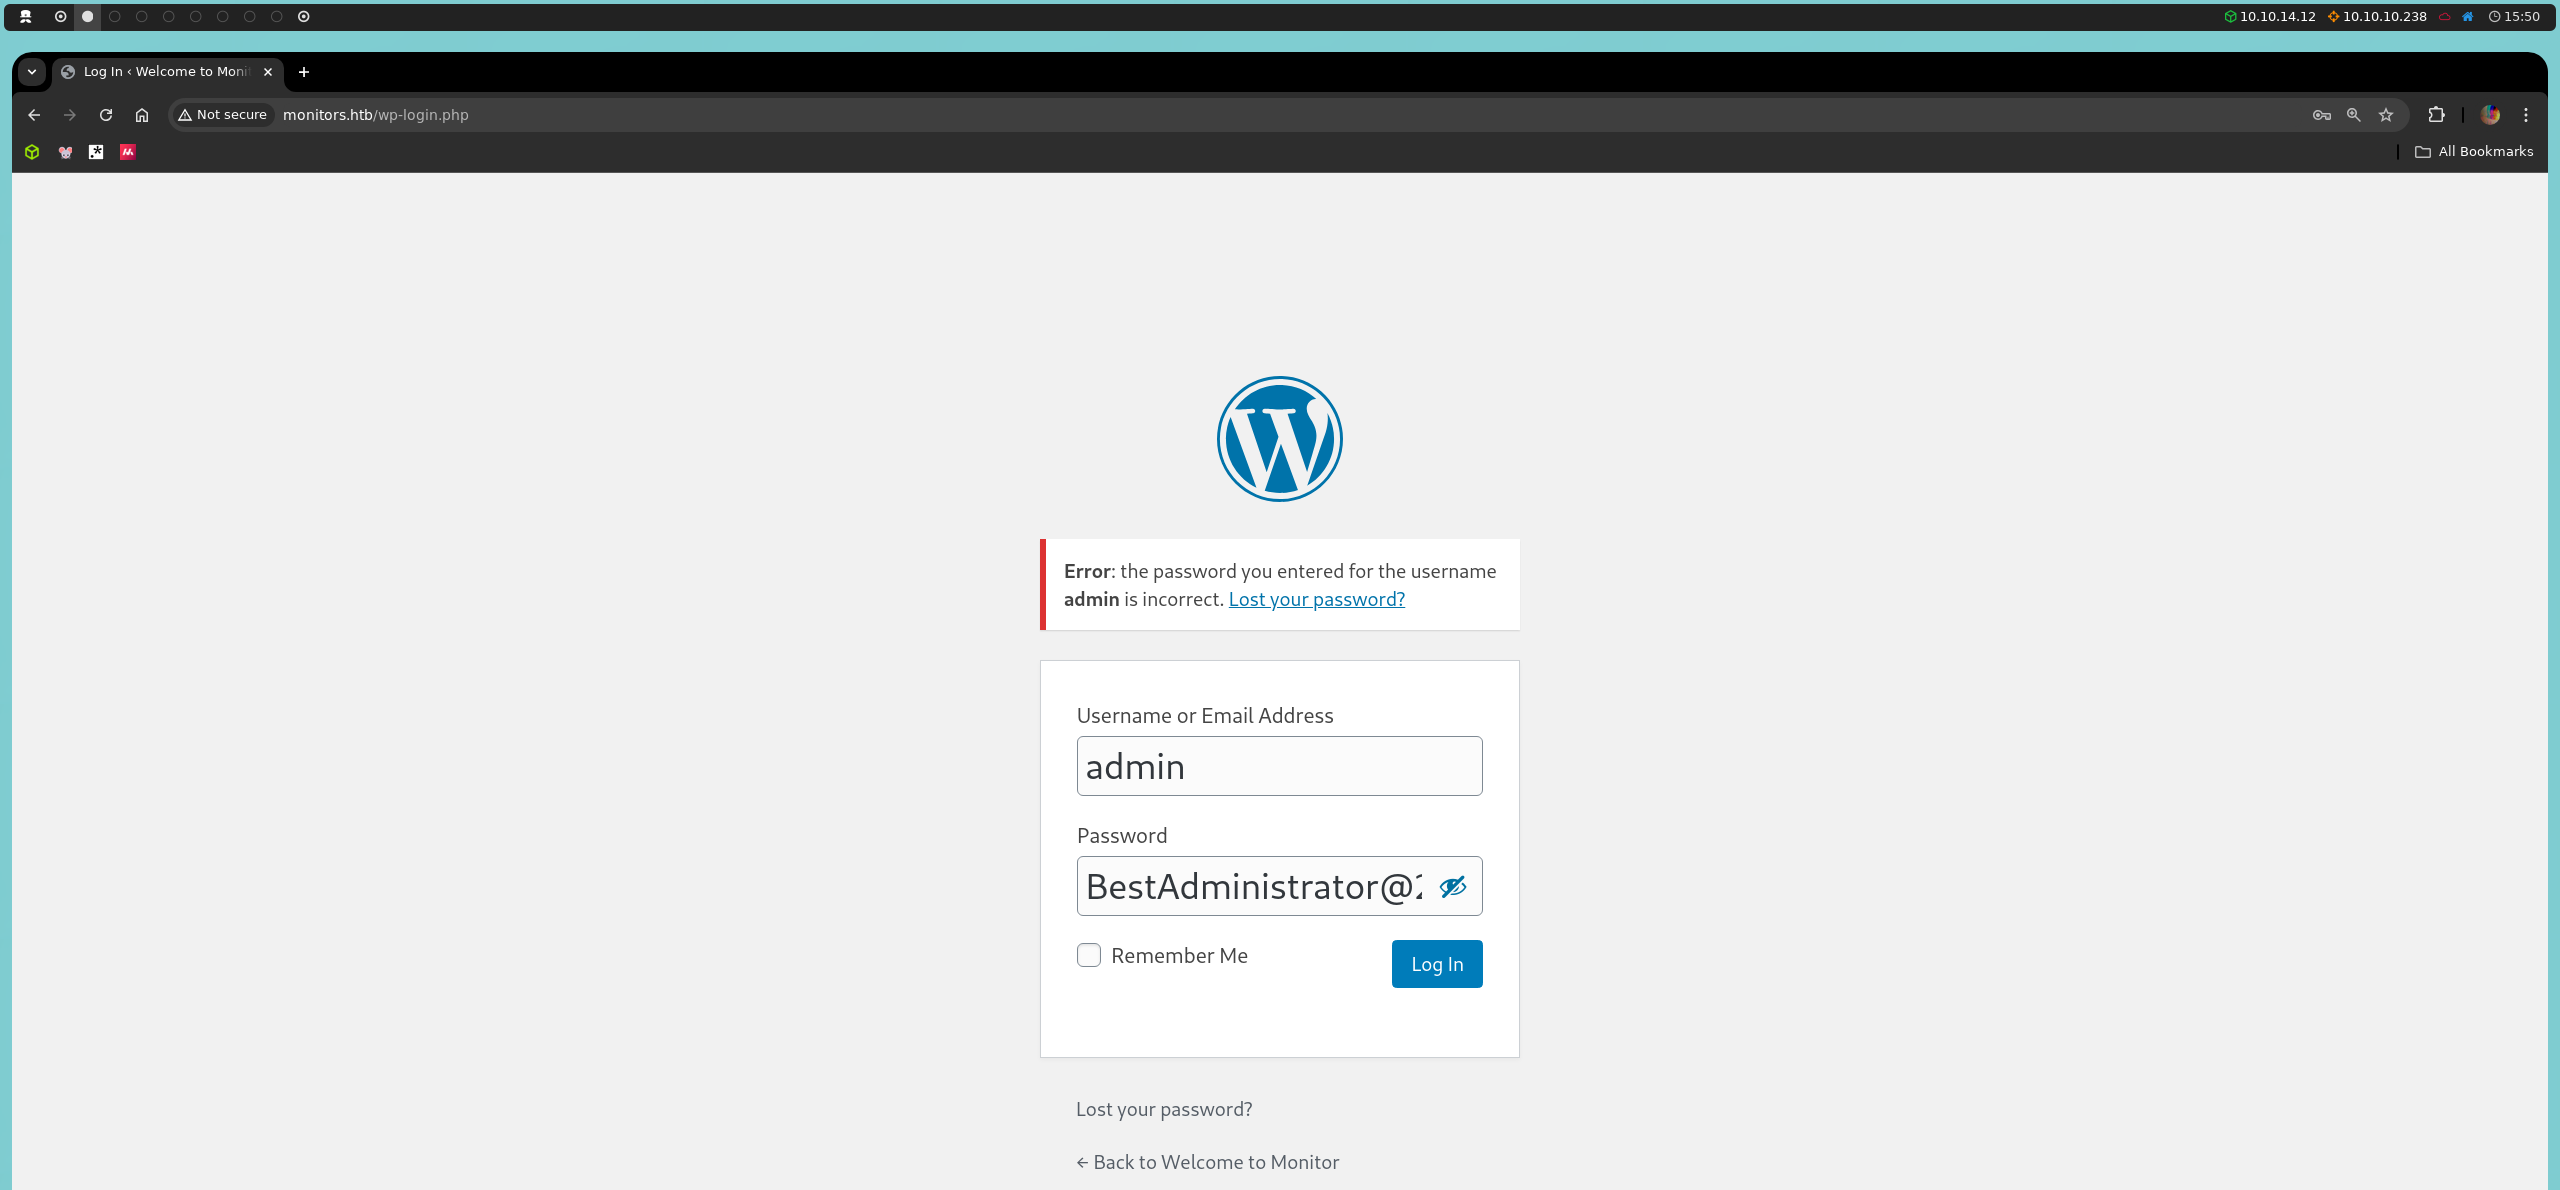 10.10.14.12 10.10.10.238 15:50
Log In ‹ Welcome to Moni
Not secure monitors.htb/wp-login.php
All Bookmarks
Error: the password you entered for the username
admin is incorrect. Lost your password?
Username or Email Address
admin
Password
BestAdministrator@
Remember Me
Log In
Lost your password?
← Back to Welcome to Monitor